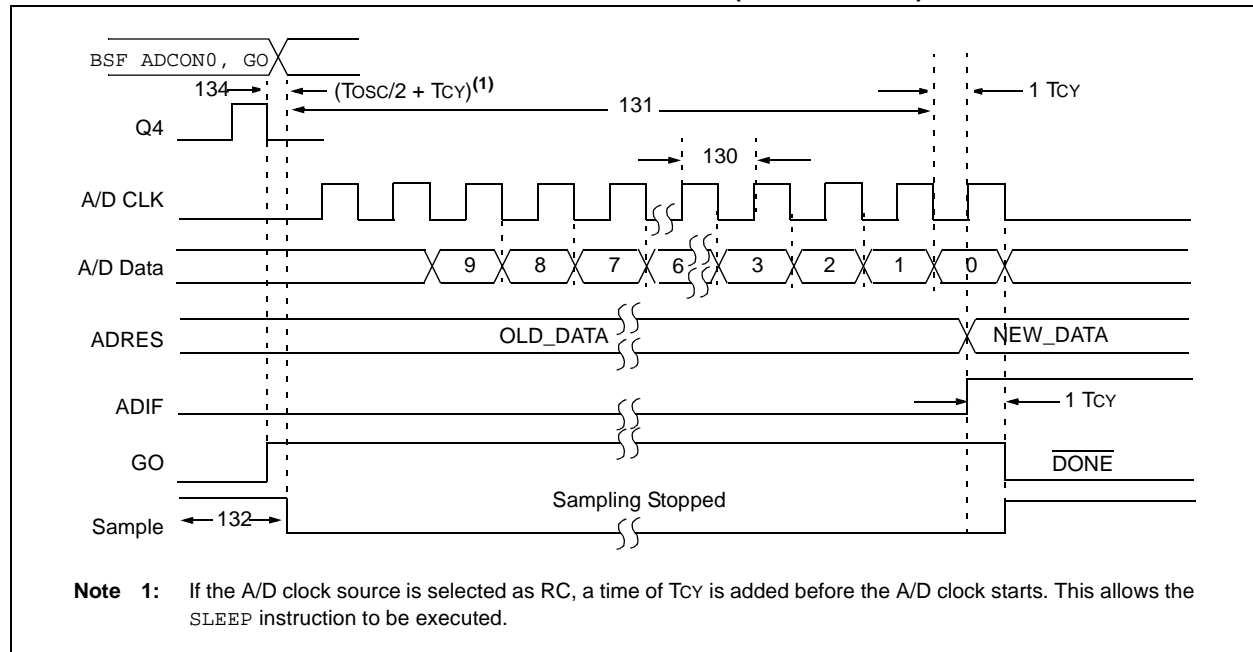 BSF ADCON0, GO
134
(TOSC/2 + TCY)(1)
1 TCY
131
Q4
130
A/D CLK
A/D Data
9 8 7 6 3 2 1 0
ADRES
OLD_DATA
NEW_DATA
ADIF
1 TCY
GO
DONE
Sampling Stopped
Sample
132
Note 1: If the A/D clock source is selected as RC, a time of TCY is added before the A/D clock starts. This allows the
SLEEP instruction to be executed.